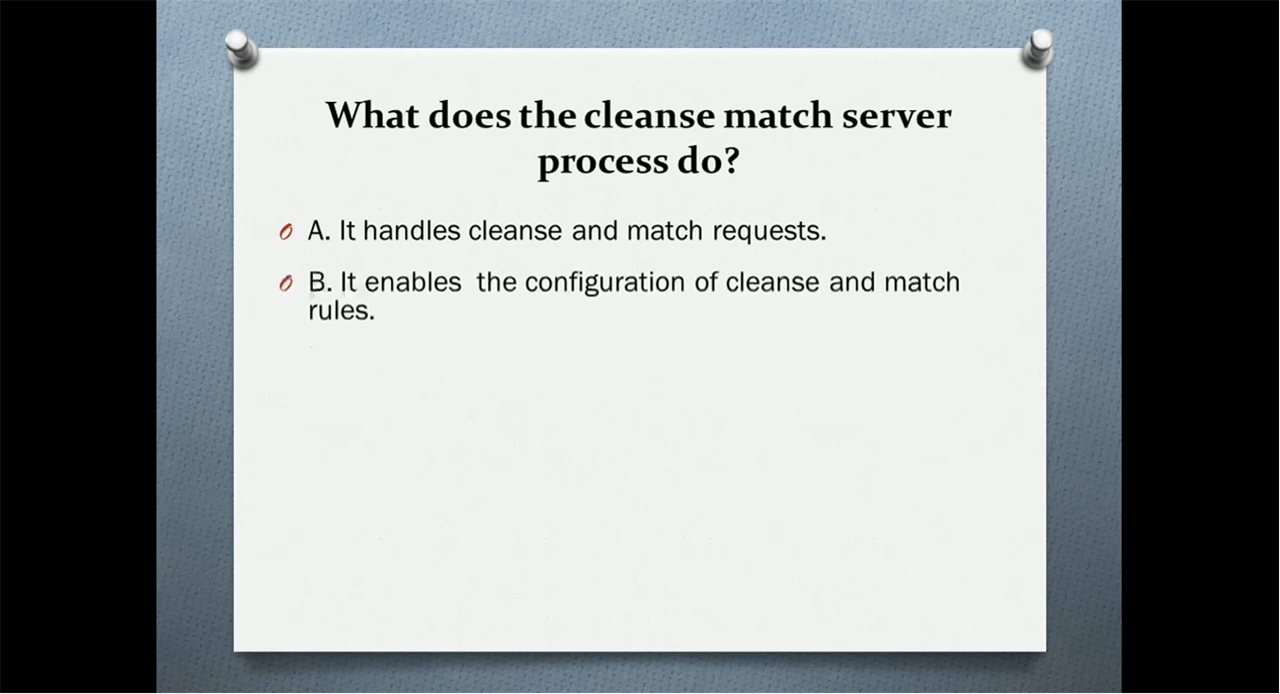 What does the cleanse match server
process do?
A. It handles cleanse and match requests.
B. It enables  the configuration of cleanse and match
rules.